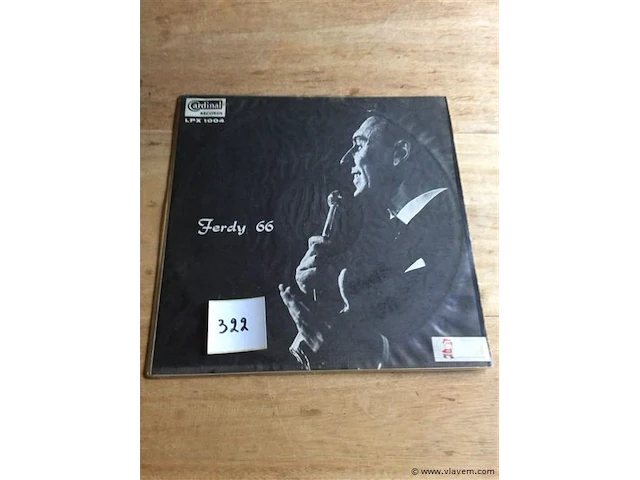 Cardinal
RECORDS
LPX 1004
Ferdy 66
322
© www.vlavem.com